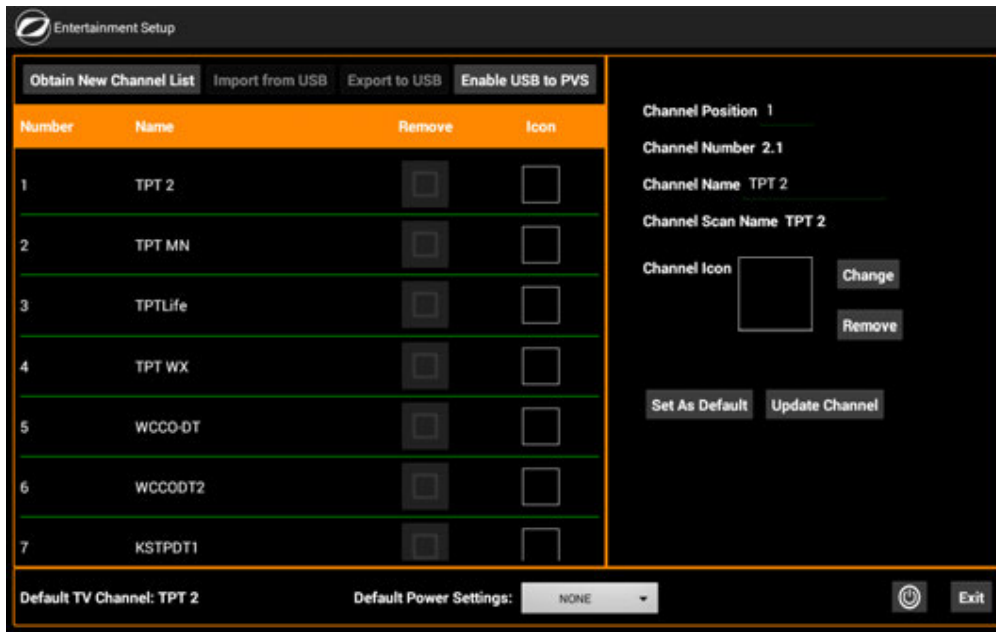 Entertainment Setup
Obtain New Channel List Import from USB Export to USB Enable USB to PVS
Number Name Remove Icon
1 TPT 2
2 TPT MN
3 TPTLife
4 TPT WX
5 WCCO-DT
6 WCCODT2
7 KSTPDT1
Channel Position 1
Channel Number 2.1
Channel Name TPT 2
Channel Scan Name TPT 2
Channel Icon Change
Remove
Set As Default Update Channel
Default TV Channel: TPT 2 Default Power Settings: NONE Exit